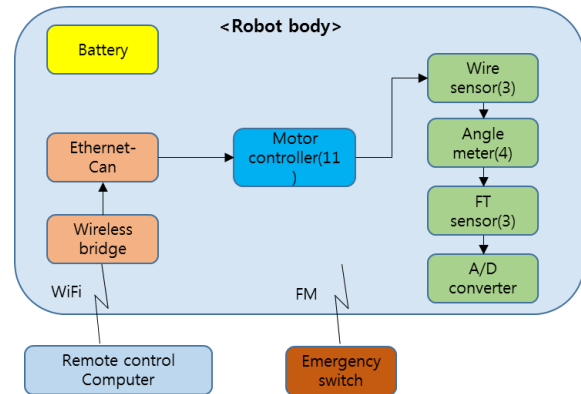 <Robot body>
Battery
Wire
sensor(3)
Ethernet-
Can
Motor
controller(11
)
Angle
meter(4)
Wireless
bridge
FT
sensor(3)
A/D
converter
WiFi
FM
Remote control
Computer
Emergency
switch